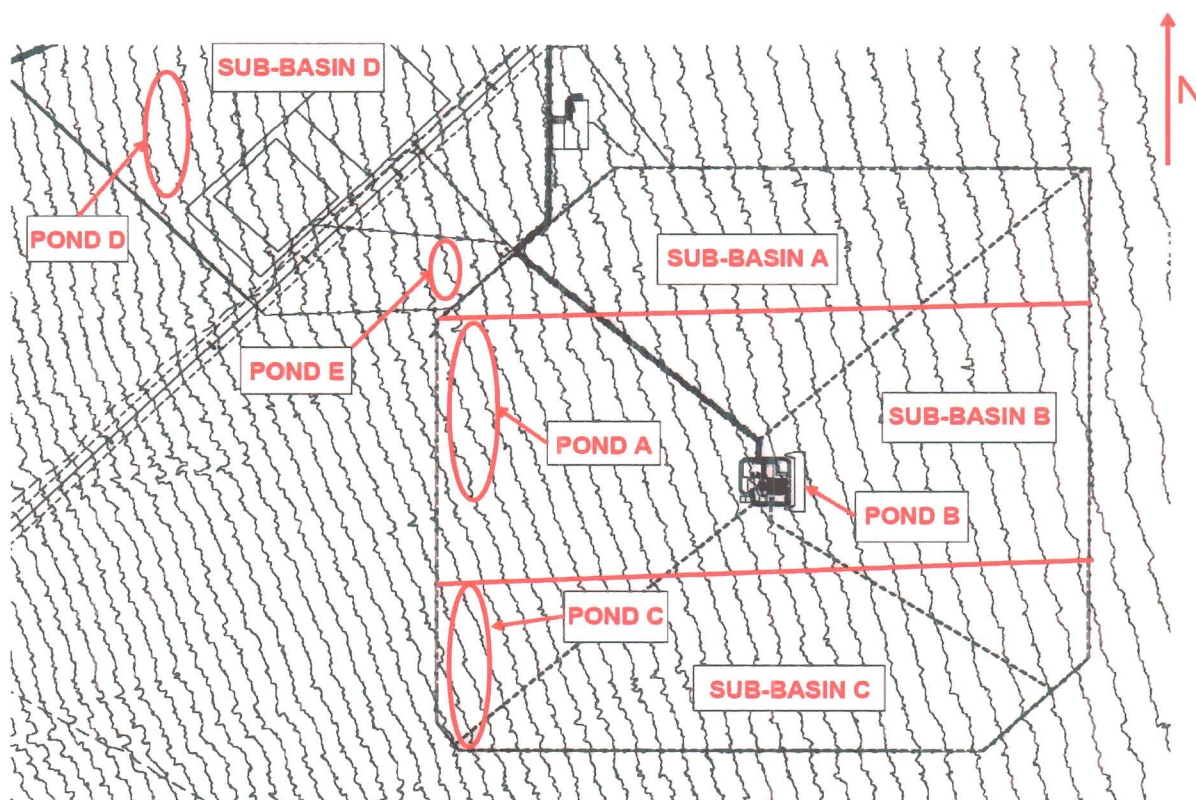 N
SUB-BASIN D
POND D
SUB-BASIN A
POND E
POND A
SUB-BASIN B
POND B
POND C
SUB-BASIN C